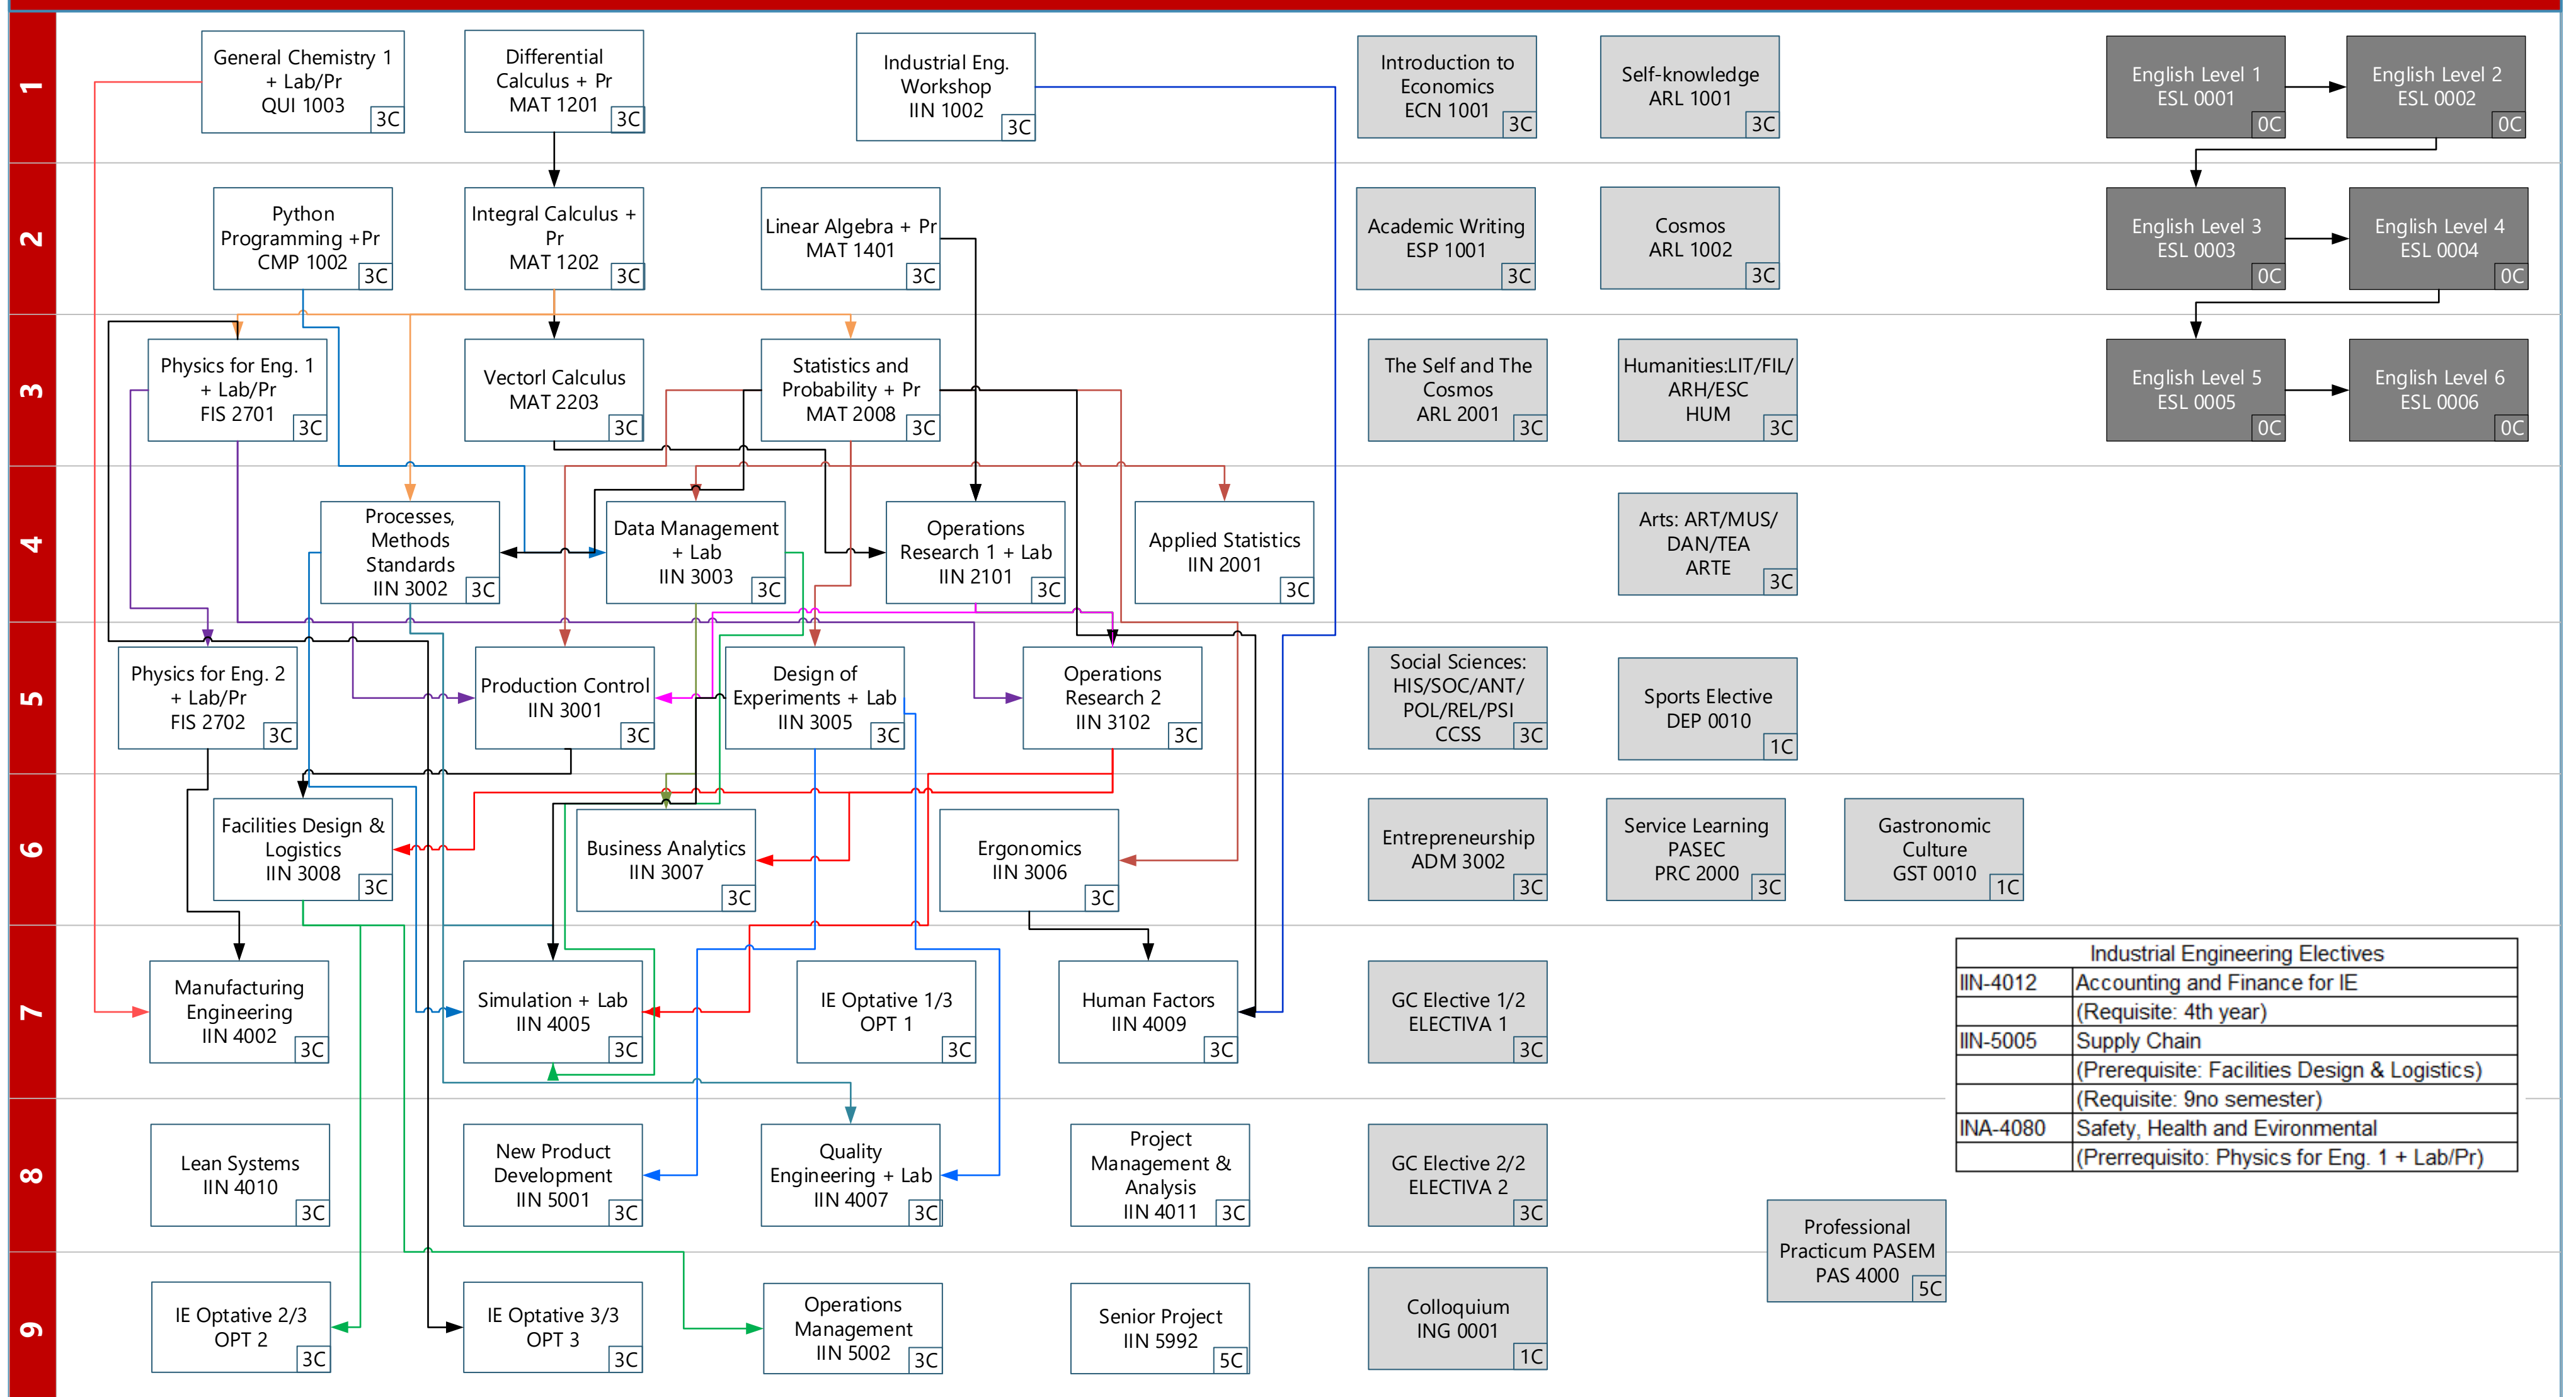 1
General Chemistry 1
+ Lab/Pr
QUI 1003
3C
Differential
Calculus + Pr
MAT 1201
3C
Industrial Eng.
Workshop
IIN 1002
3C
Introduction to
Economics
ECN 1001
3C
Self-knowledge
ARL 1001
3C
English Level 1
ESL 0001
0C
English Level 2
ESL 0002
0C
2
Python
Programming +Pr
CMP 1002
3C
Integral Calculus +
Pr
MAT 1202
3C
Linear Algebra + Pr
MAT 1401
3C
Academic Writing
ESP 1001
3C
Cosmos
ARL 1002
3C
English Level 3
ESL 0003
0C
English Level 4
ESL 0004
0C
3
Physics for Eng. 1
+ Lab/Pr
FIS 2701
3C
Vectorl Calculus
MAT 2203
3C
Statistics and
Probability + Pr
MAT 2008
3C
The Self and The
Cosmos
ARL 2001
3C
Humanities:LIT/FIL/
ARH/ESC
HUM
3C
English Level 5
ESL 0005
0C
English Level 6
ESL 0006
0C
4
Processes,
Methods
Standards
IIN 3002
3C
Data Management
+ Lab
IIN 3003
3C
Operations
Research 1 + Lab
IIN 2101
3C
Applied Statistics
IIN 2001
3C
Arts: ART/MUS/
DAN/TEA
ARTE
3C
5
Physics for Eng. 2
+ Lab/Pr
FIS 2702
3C
Production Control
IIN 3001
3C
Design of
Experiments + Lab
IIN 3005
3C
Operations
Research 2
IIN 3102
3C
Social Sciences:
HIS/SOC/ANT/
POL/REL/PSI
CCSS
3C
Sports Elective
DEP 0010
1C
6
Facilities Design &
Logistics
IIN 3008
3C
Business Analytics
IIN 3007
3C
Ergonomics
IIN 3006
3C
Entrepreneurship
ADM 3002
3C
Service Learning
PASEC
PRC 2000
3C
Gastronomic
Culture
GST 0010
1C
7
Manufacturing
Engineering
IIN 4002
3C
Simulation + Lab
IIN 4005
3C
IE Optative 1/3
OPT 1
3C
Human Factors
IIN 4009
3C
GC Elective 1/2
ELECTIVA 1
3C
Industrial Engineering Electives
IIN-4012 Accounting and Finance for IE
(Requisite: 4th year)
IIN-5005 Supply Chain
(Prerequisite: Facilities Design & Logistics)
(Requisite: 9no semester)
INA-4080 Safety, Health and Evironmental
(Prerrequisito: Physics for Eng. 1 + Lab/Pr)
8
Lean Systems
IIN 4010
3C
New Product
Development
IIN 5001
3C
Quality
Engineering + Lab
IIN 4007
3C
Project
Management &
Analysis
IIN 4011
3C
GC Elective 2/2
ELECTIVA 2
3C
Professional
Practicum PASEM
PAS 4000
5C
9
IE Optative 2/3
OPT 2
3C
IE Optative 3/3
OPT 3
3C
Operations
Management
IIN 5002
3C
Senior Project
IIN 5992
5C
Colloquium
ING 0001
1C